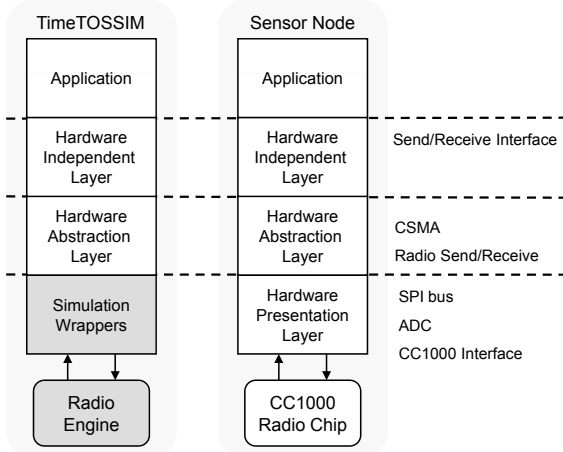 TimeTOSSIM
Application
Hardware
Independent
Layer
Hardware
Abstraction
Layer
Simulation
Wrappers
Radio
Engine
Sensor Node
Application
Hardware
Independent
Layer
Hardware
Abstraction
Layer
Hardware
Presentation
Layer
CC1000
Radio Chip
Send/Receive Interface
CSMA
Radio Send/Receive
SPI bus
ADC
CC1000 Interface